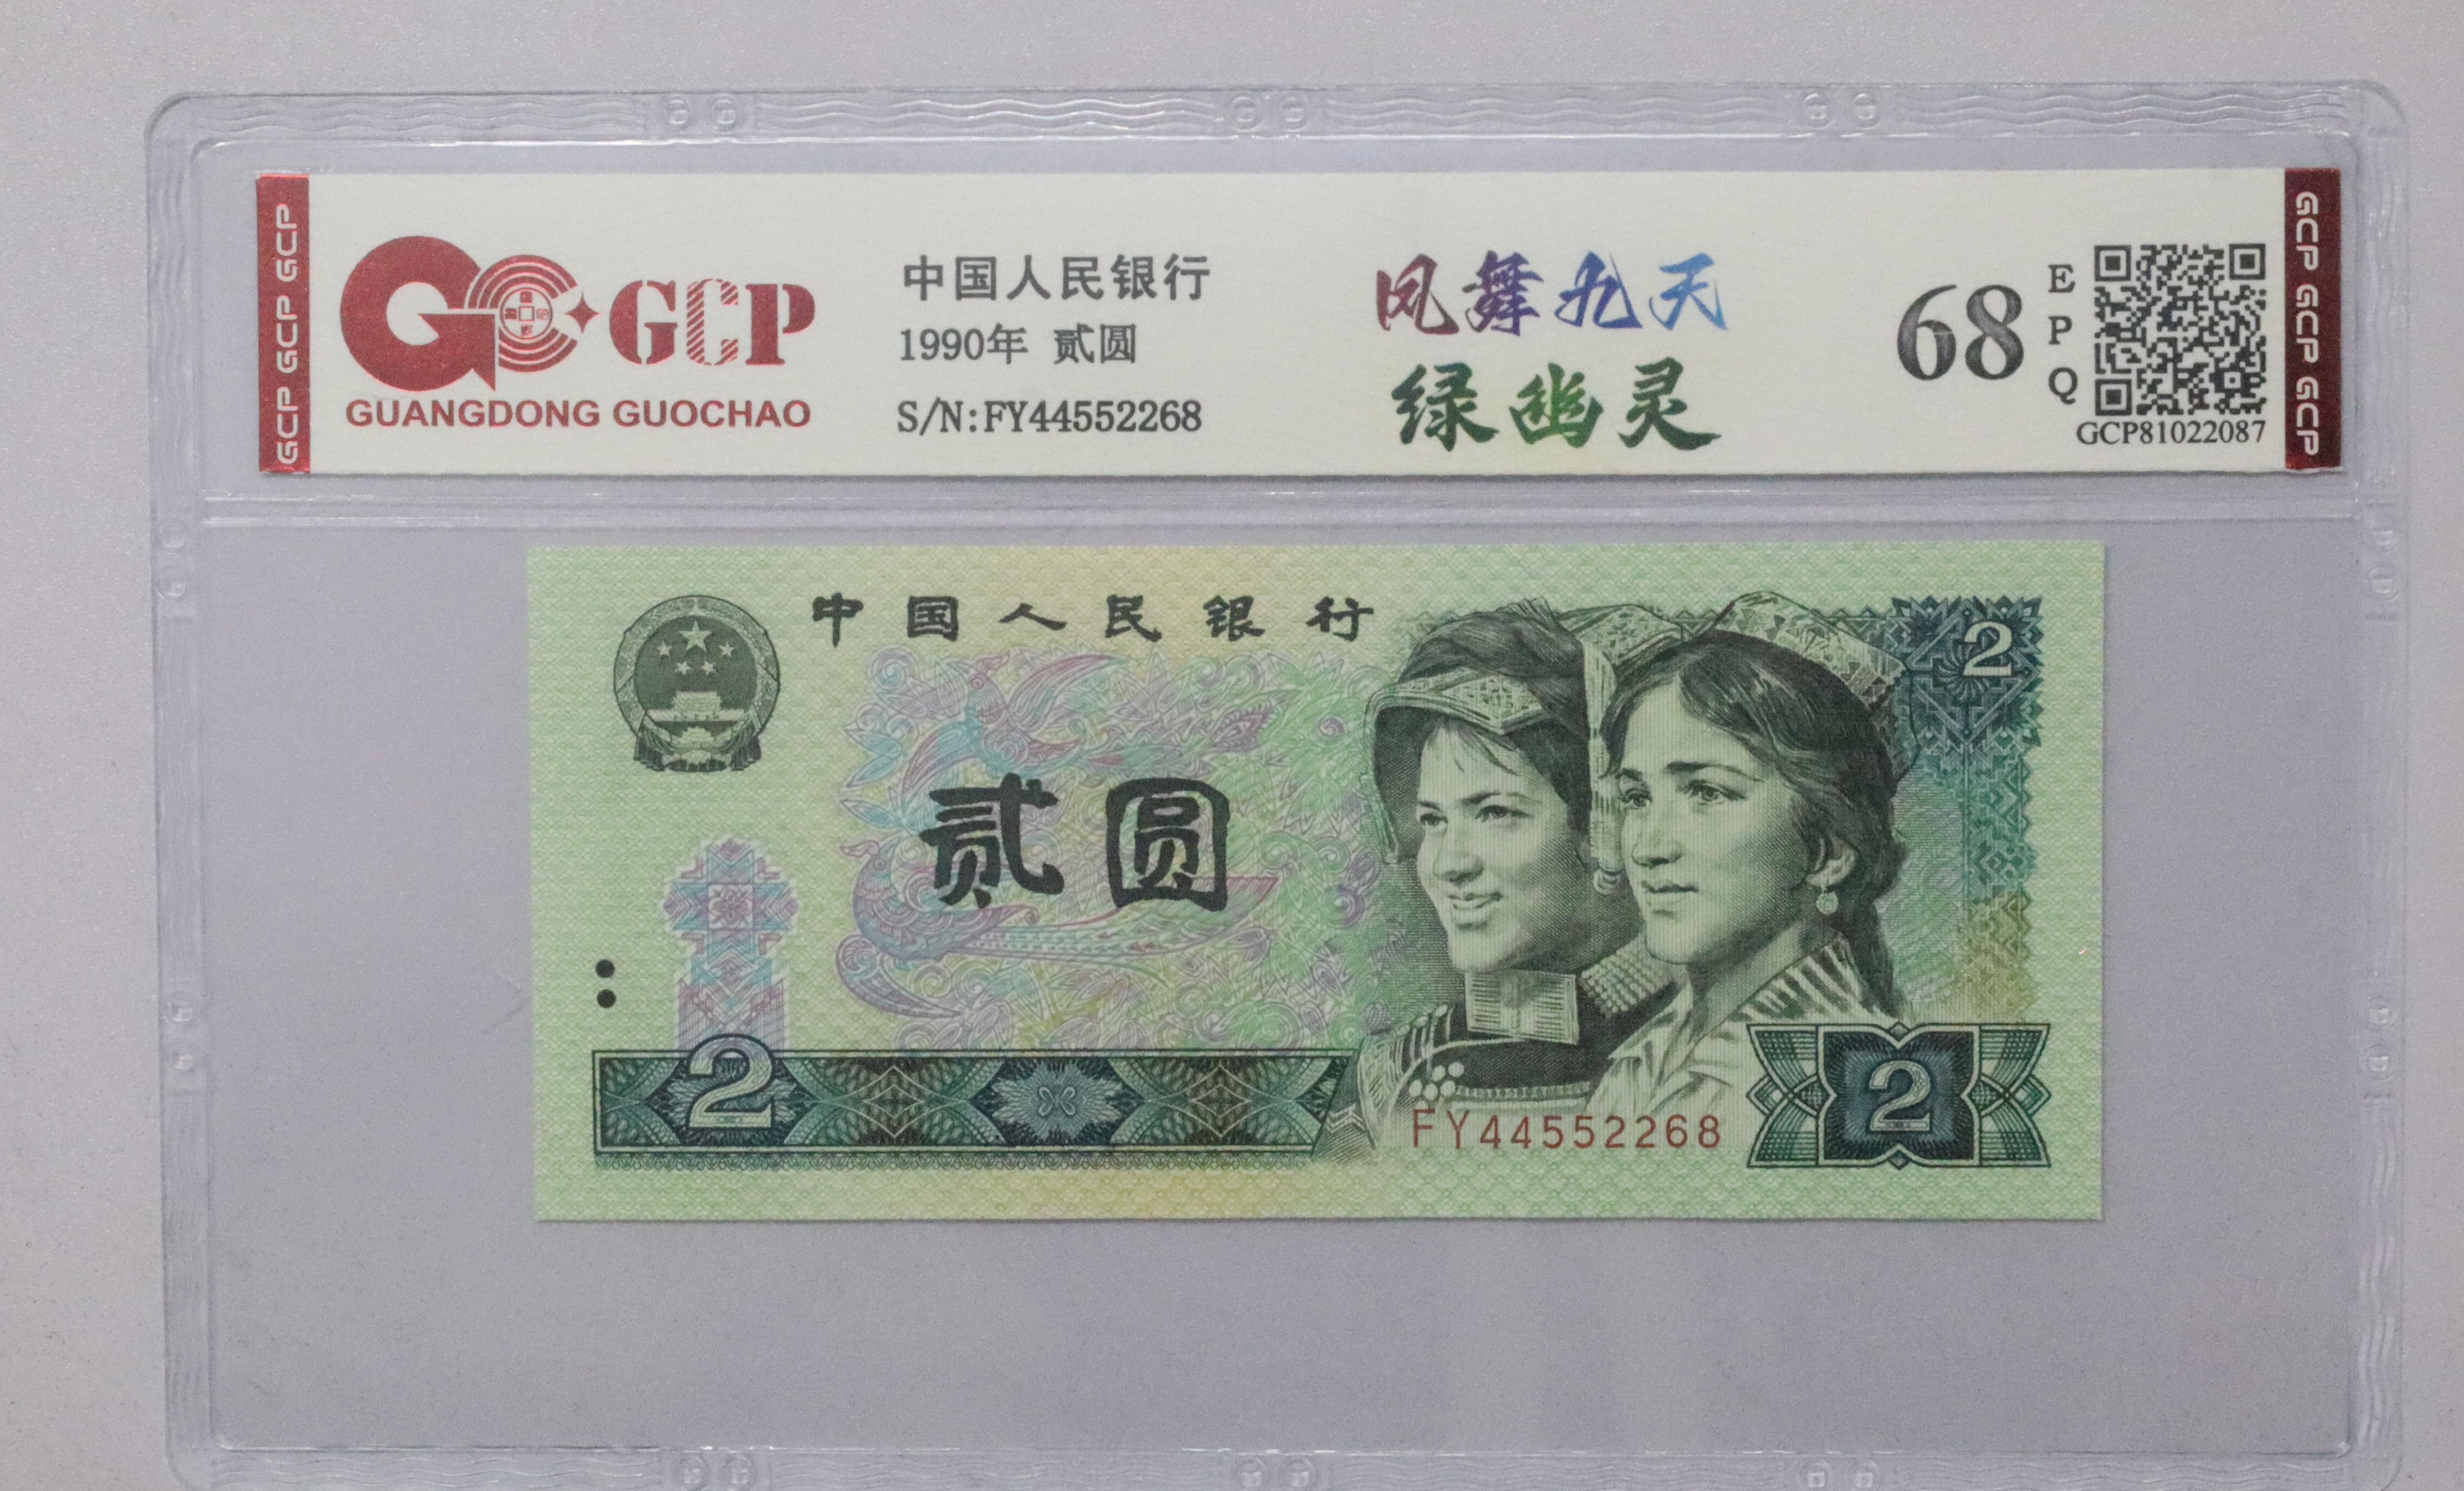 GCP GCP GCP
GCP
GUANGDONG GUOCHAO
中国人民银行
1990年 贰圆
S/N:FY44552268
凤舞九天
绿幽灵
68
E
P
Q
GCP81022087
GCP GCP GCP
中国人民银行
2
贰圆
2
FY44552268
2